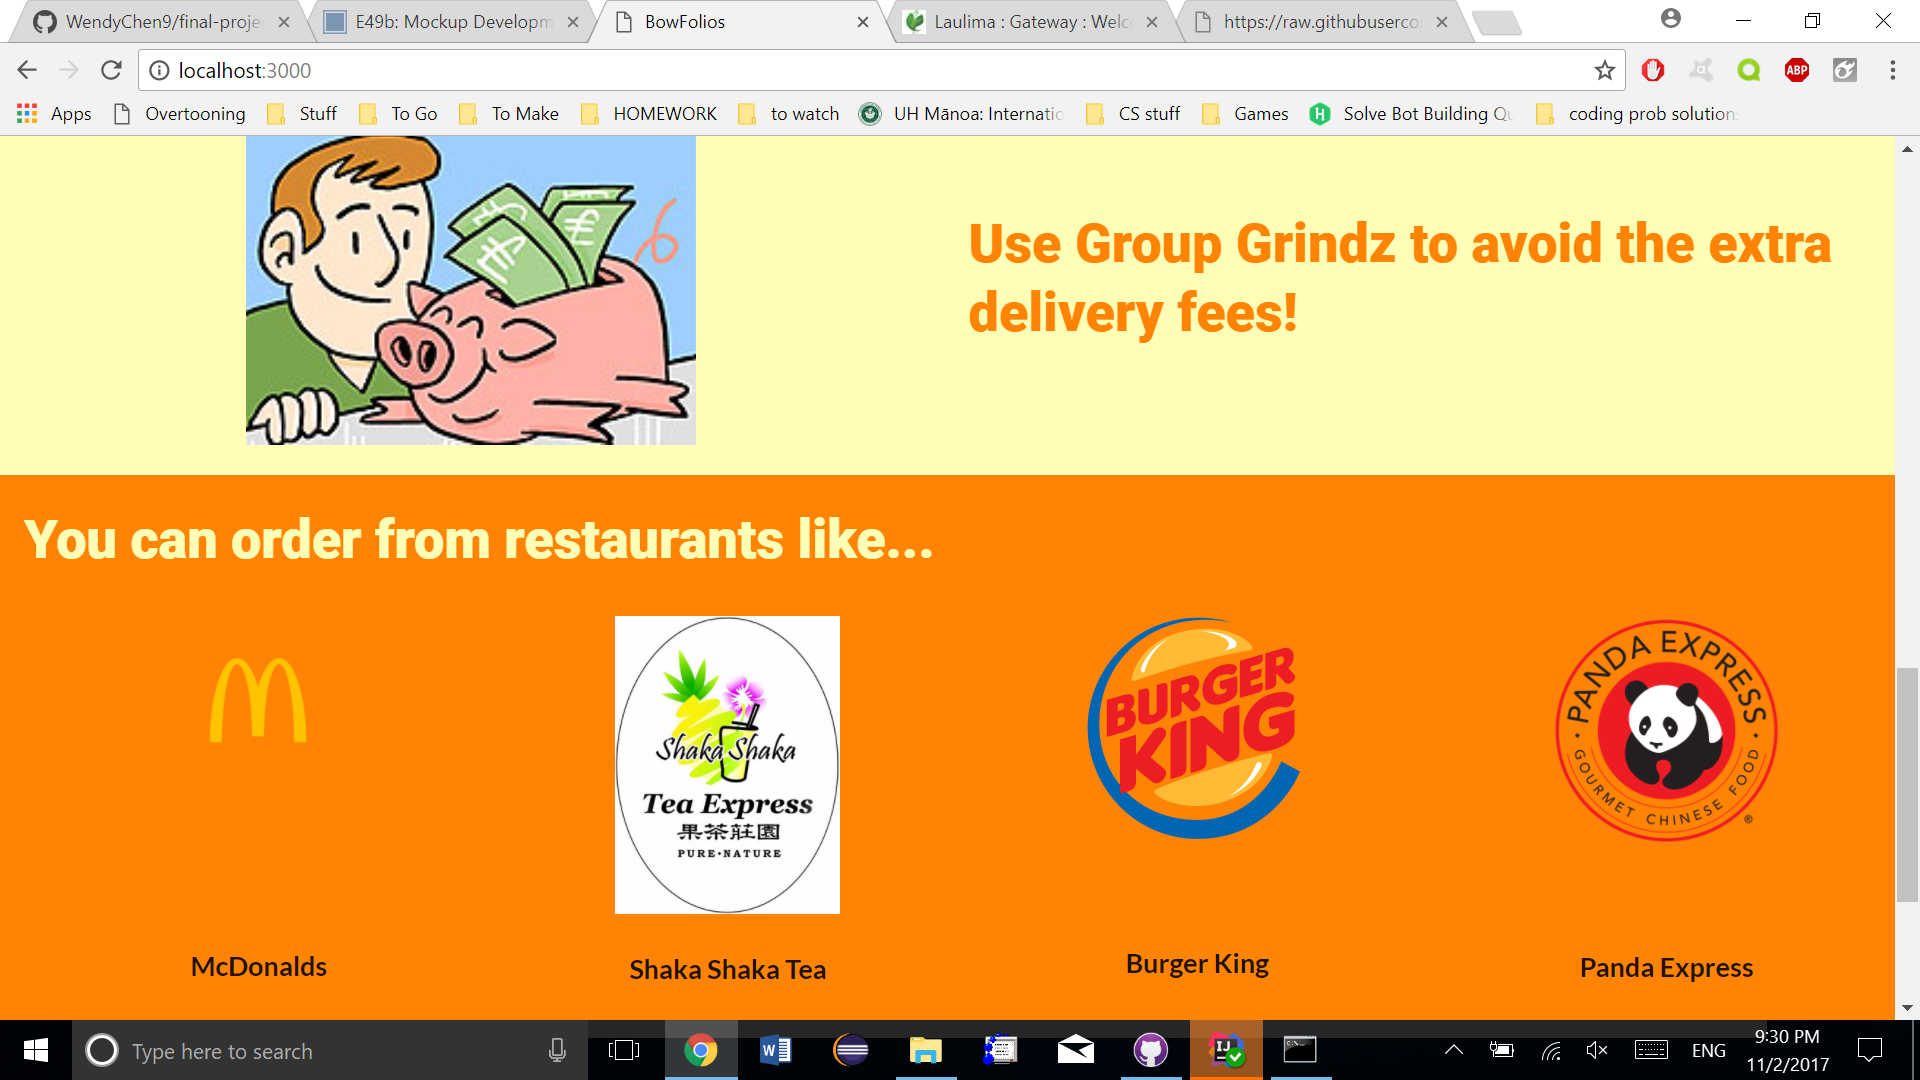 WendyChen9/final-proje
E49b: Mockup Developm
BowFolios
Laulima : Gateway : Welc
https://raw.githubuserco
localhost:3000
ABP
Apps
Overtooning
Stuff
To Go
To Make
HOMEWORK
to watch
UH Mānoa: Internatio
CS stuff
Games
Solve Bot Building Qu
coding prob solutions
Use Group Grindz to avoid the extra
delivery fees!
You can order from restaurants like...
Shaka Shaka
Tea Express
果茶莊園
PURE•NATURE
BURGER
KING
PANDA EXPRESS
GOURMET CHINESE FOOD
®
McDonalds
Shaka Shaka Tea
Burger King
Panda Express
Type here to search
ENG
9:30 PM
11/2/2017